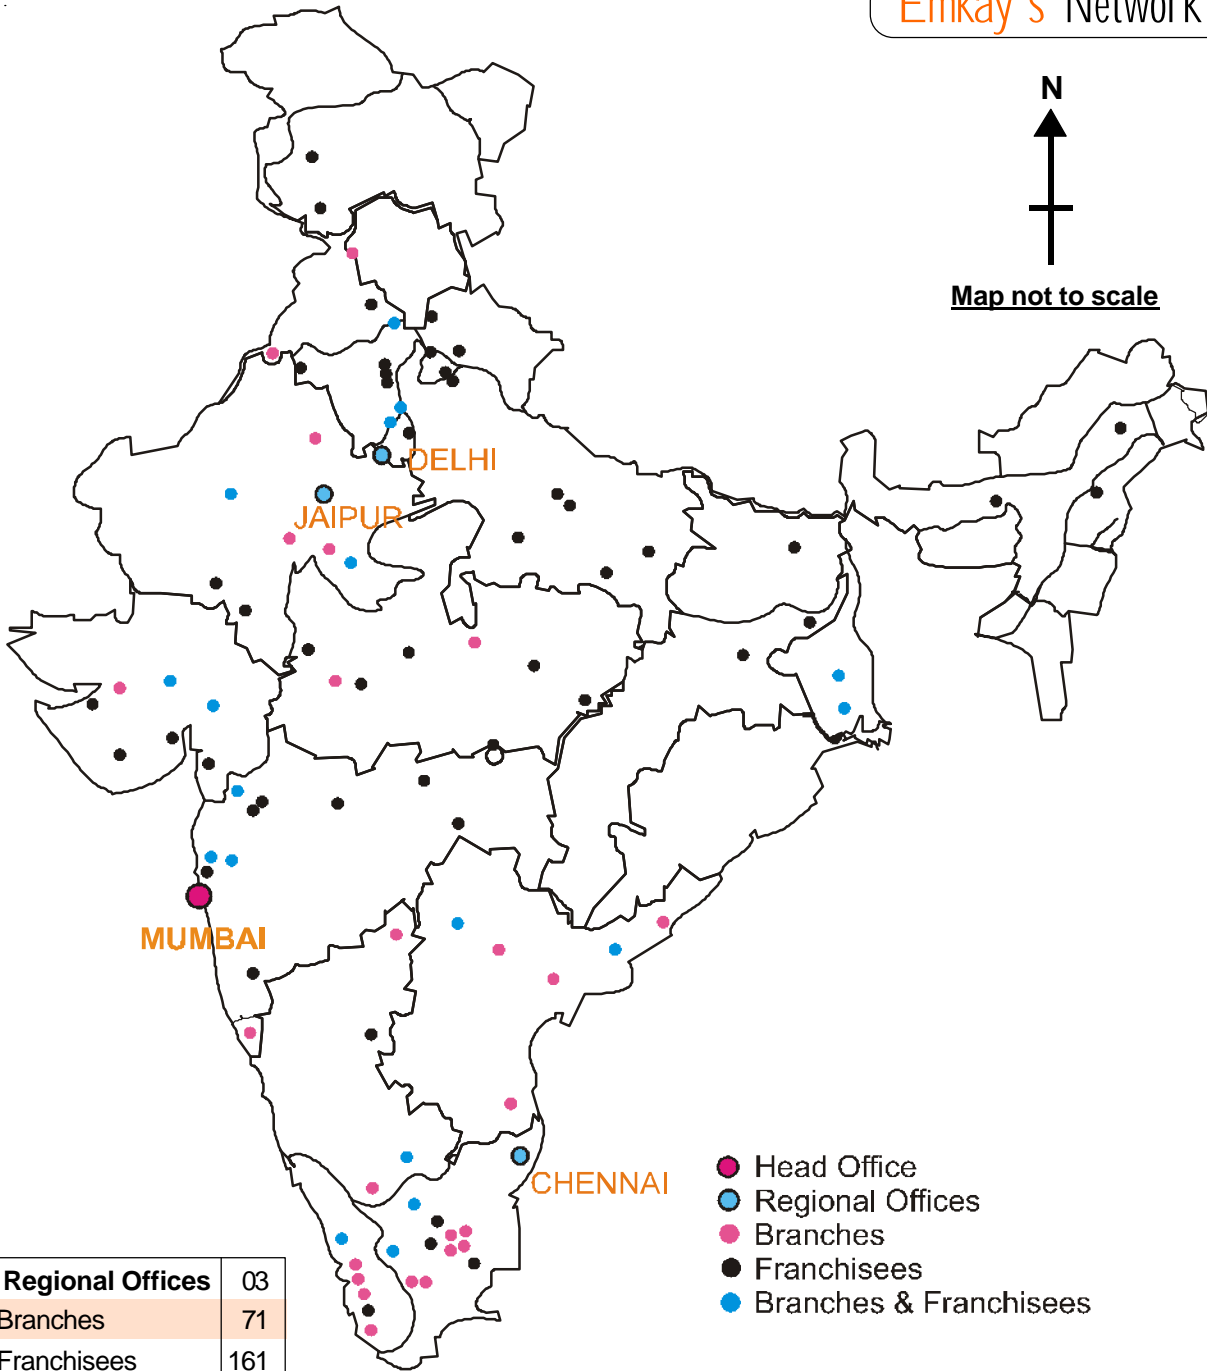 Emkay's Network
N
Map not to scale
DELHI
JAIPUR
MUMBAI
CHENNAI
Head Office
Regional Offices
Branches
Franchisees
Branches & Franchisees
Regional Offices 03
Branches 71
Franchisees 161